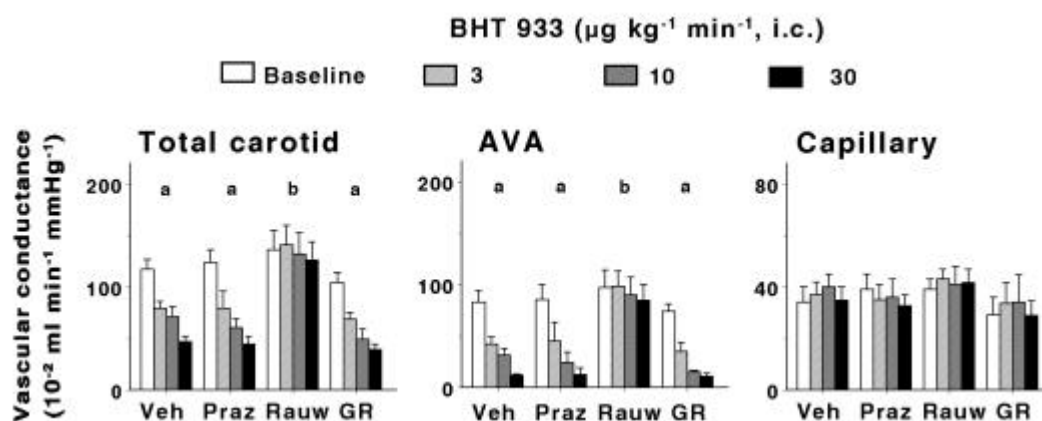 BHT 933 (µg kg⁻¹ min⁻¹, i.c.)
Baseline 3 10 30
Vascular conductance
(10⁻² ml min⁻¹ mmHg⁻¹)
Total carotid
200
100
0
a a b a
Veh Praz Rauw GR
AVA
200
100
0
a a b a
Veh Praz Rauw GR
Capillary
80
40
0
Veh Praz Rauw GR